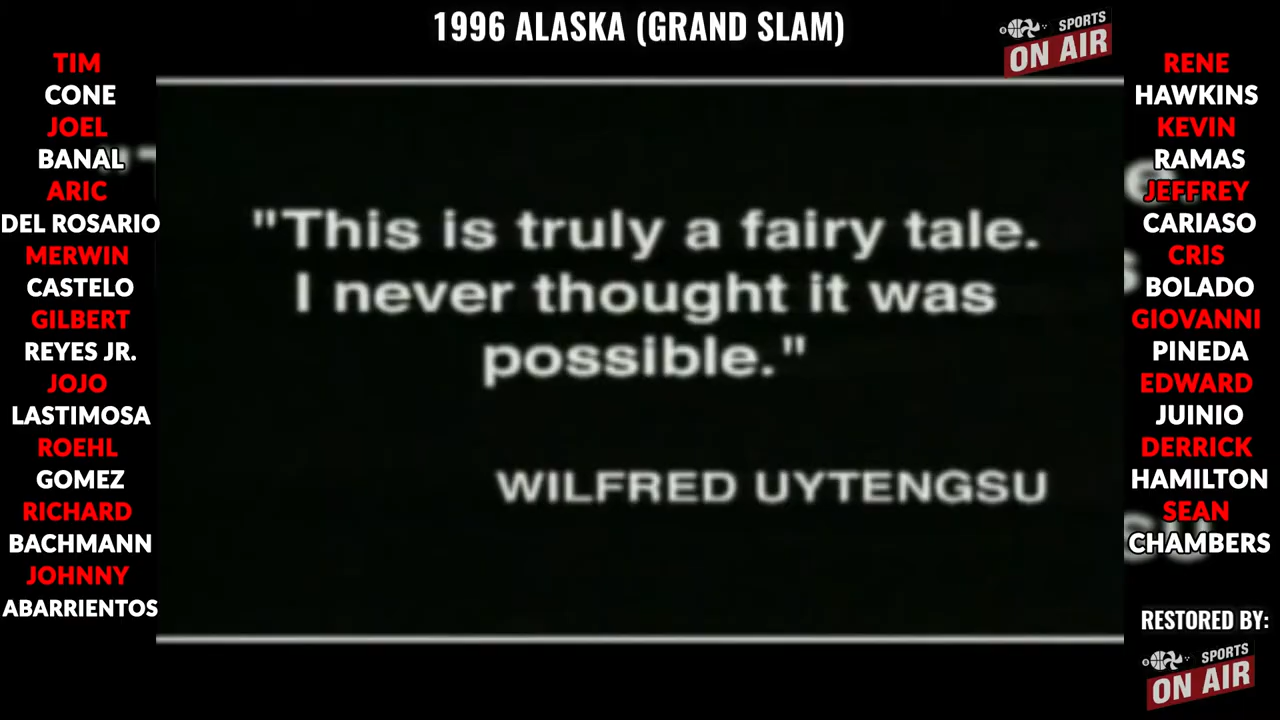 1996 ALASKA (GRAND SLAM)
SPORTS
ON AIR
TIM
CONE
JOEL
BANAL
ARIC
DEL ROSARIO
MERWIN
CASTELO
GILBERT
REYES JR.
JOJO
LASTIMOSA
ROEHL
GOMEZ
RICHARD
BACHMANN
JOHNNY
ABARRIENTOS
"This is truly a fairy tale.
I never thought it was
possible."
WILFRED UYTENGSU
RENE
HAWKINS
KEVIN
RAMAS
JEFFREY
CARIASO
CRIS
BOLADO
GIOVANNI
PINEDA
EDWARD
JUINIO
DERRICK
HAMILTON
SEAN
CHAMBERS
RESTORED BY:
SPORTS
ON AIR